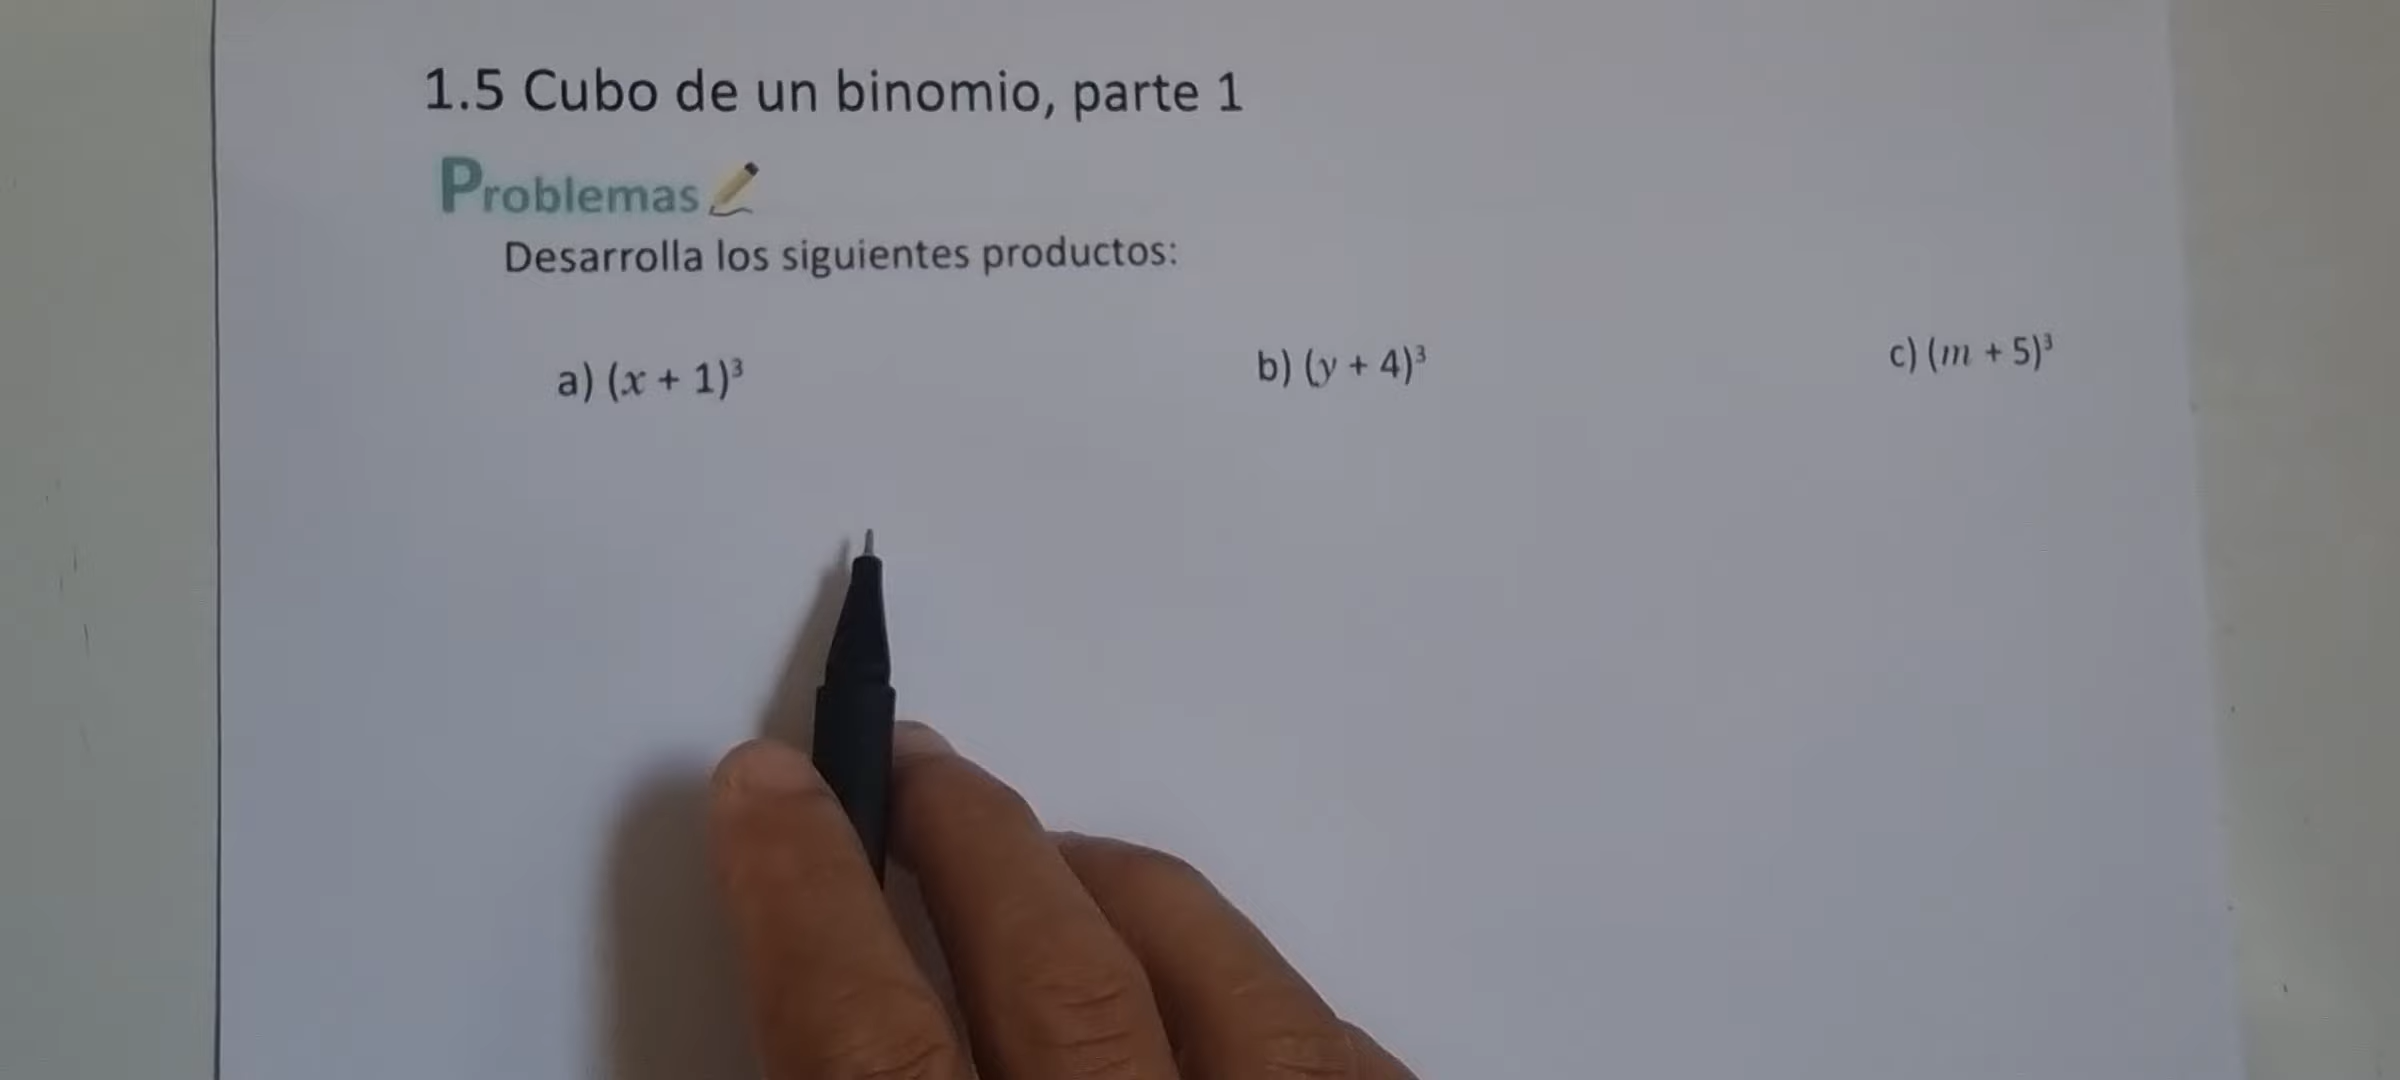 1.5 Cubo de un binomio, parte 1
Problemas
Desarrolla los siguientes productos:
a) (x + 1)³ b) (y + 4)³ c) (m + 5)³